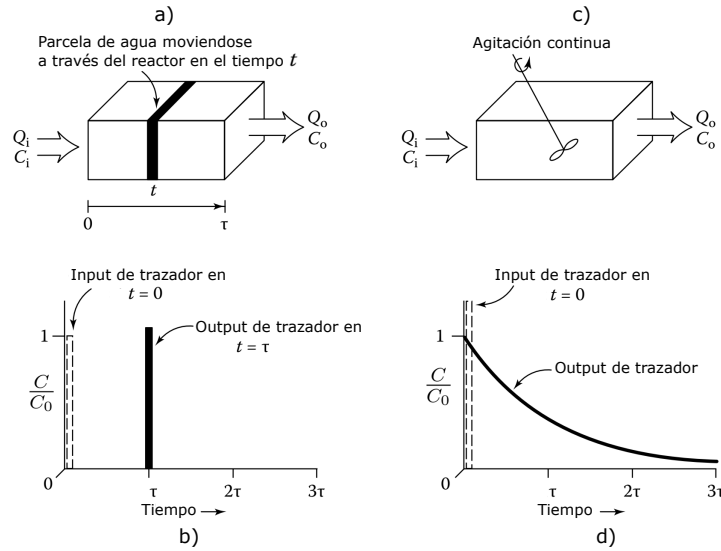 a)
Parcela de agua moviendose
a través del reactor en el tiempo t
Qi
Ci
Qo
Co
t
0
τ
c)
Agitación continua
Qi
Ci
Qo
Co
Input de trazador en
t = 0
Output de trazador en
t = τ
1
C
C0
0
τ
2τ
3τ
Tiempo
b)
Input de trazador en
t = 0
Output de trazador
1
C
C0
0
τ
2τ
3τ
Tiempo
d)